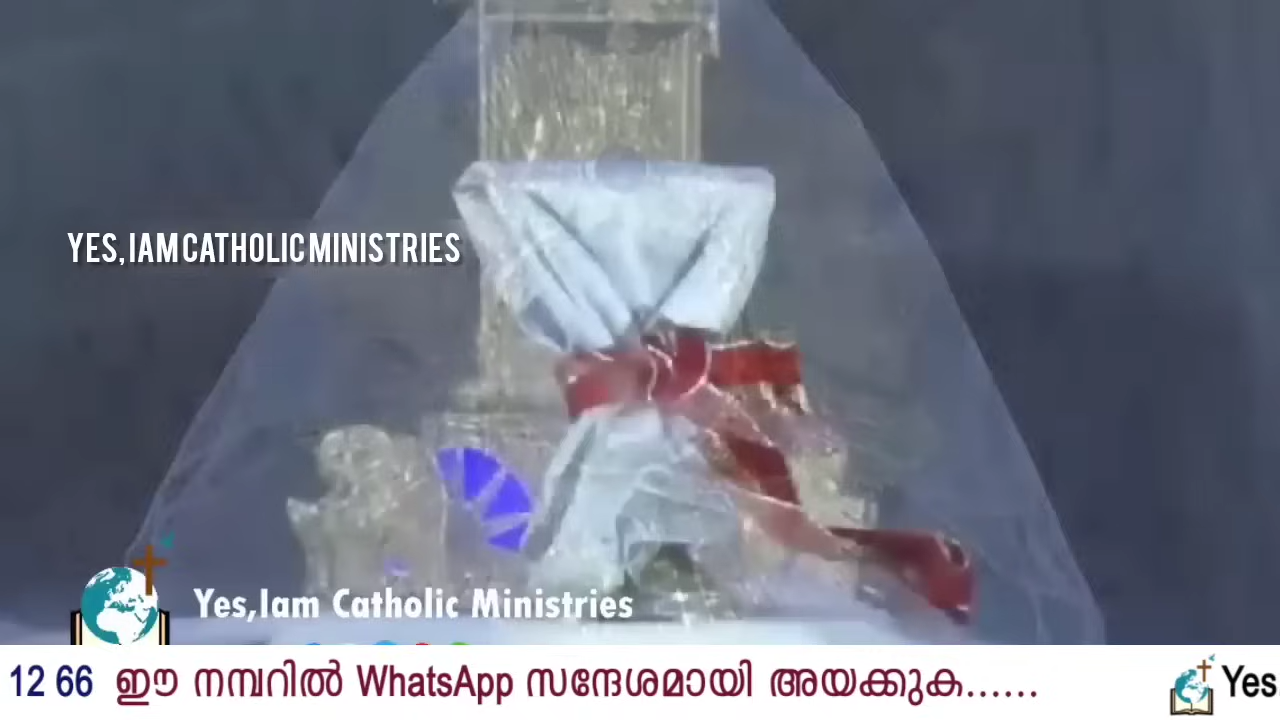 YES, IAM CATHOLIC MINISTRIES
Yes,Iam Catholic Ministries
12 66 ഈ നമ്പറിൽ WhatsApp സന്ദേശമായി അയക്കുക...... Yes